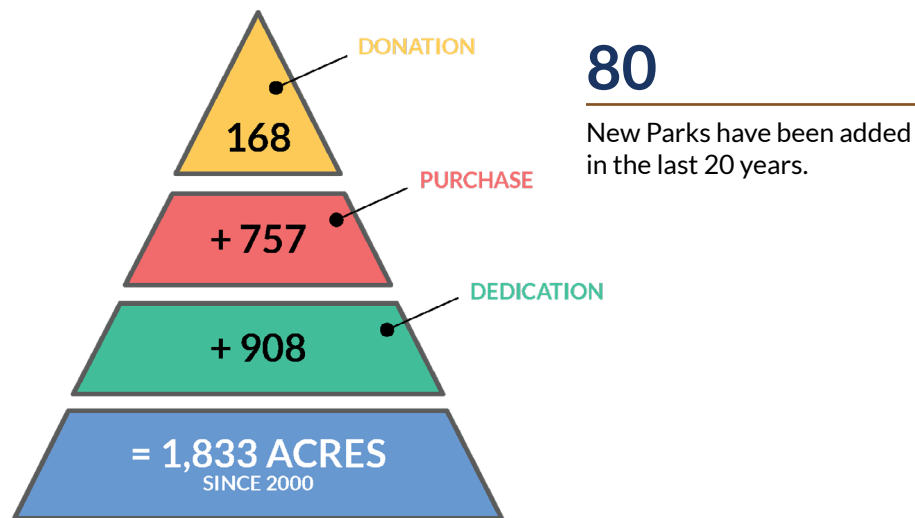 DONATION
168
PURCHASE
+ 757
DEDICATION
+ 908
= 1,833 ACRES
SINCE 2000
80
New Parks have been added
in the last 20 years.